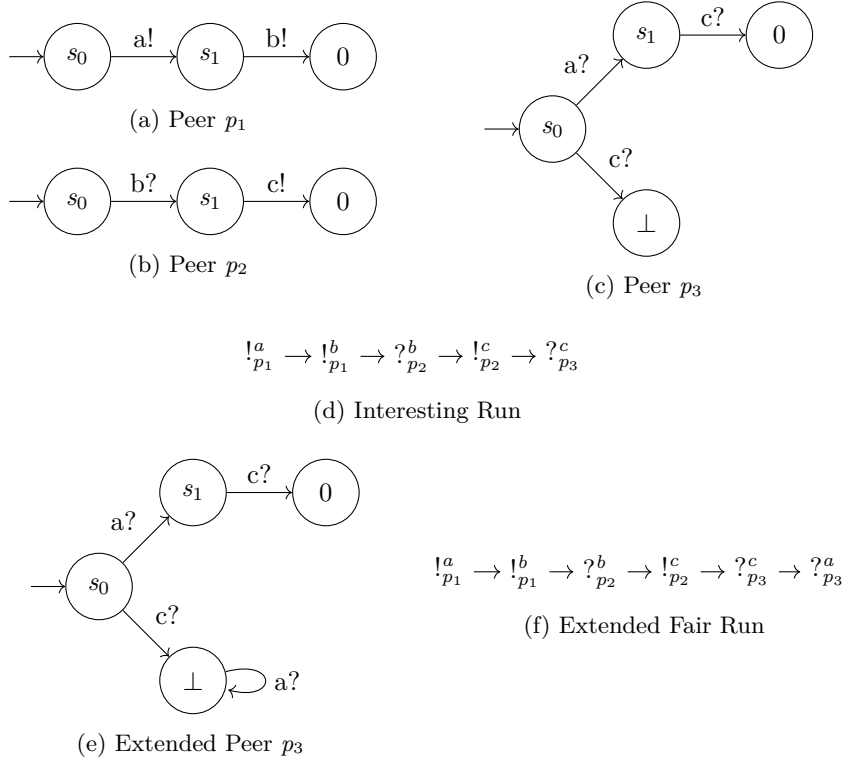 s₀ a! s₁ b! 0
(a) Peer p₁
s₀ b? s₁ c! 0
(b) Peer p₂
s₁ c? 0
a?
s₀
c?
⊥
(c) Peer p₃
!ᵃₚ₁ → !ᵇₚ₁ → ?ᵇₚ₂ → !ᶜₚ₂ → ?ᶜₚ₃
(d) Interesting Run
s₁ c? 0
a?
s₀
c?
⊥ a?
(e) Extended Peer p₃
!ᵃₚ₁ → !ᵇₚ₁ → ?ᵇₚ₂ → !ᶜₚ₂ → ?ᶜₚ₃ → ?ᵃₚ₃
(f) Extended Fair Run